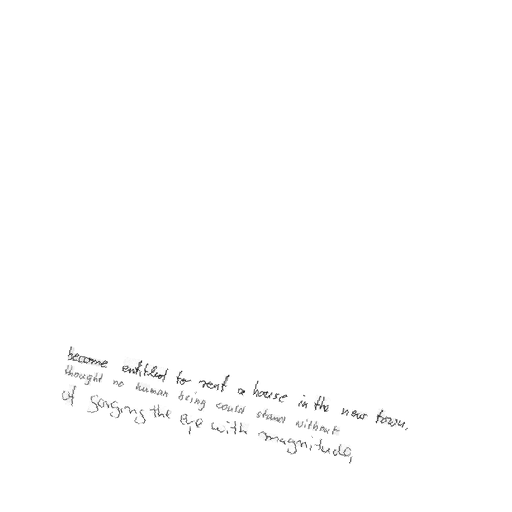 become entitled to rent a house in the new town.
thought no human being could stand without
of gorging the eye with magnitude,